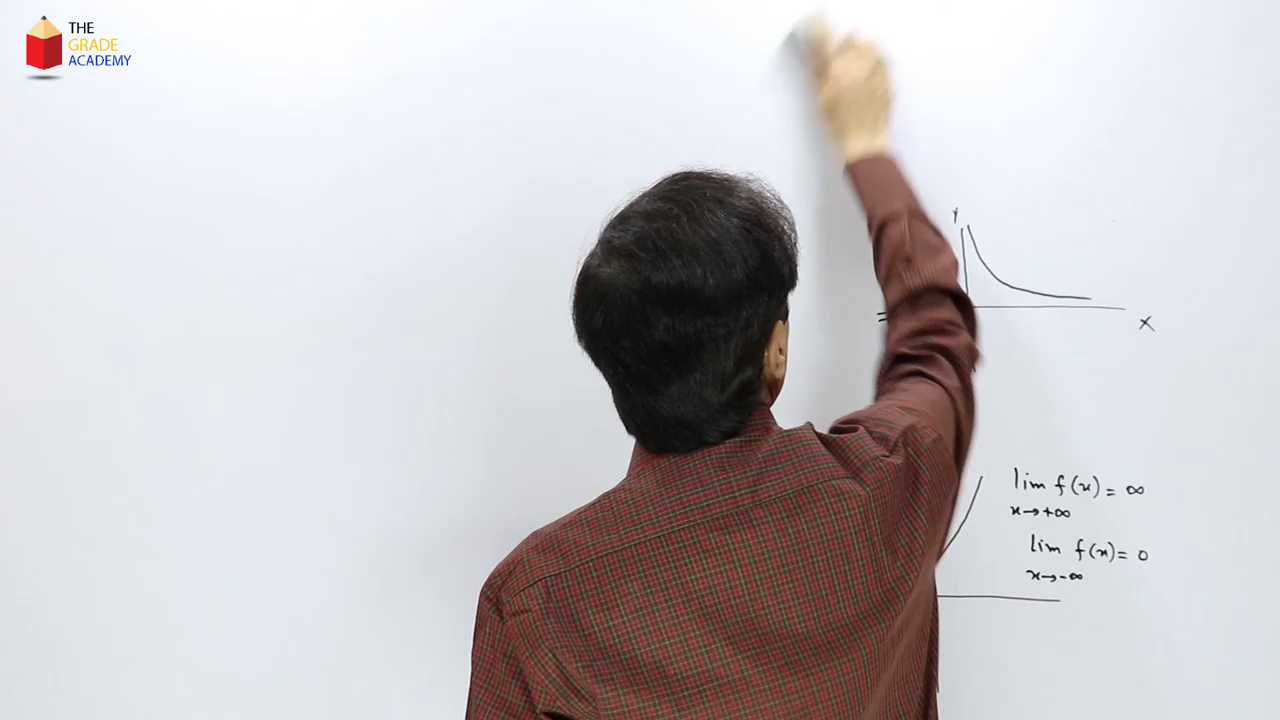 THE
GRADE
ACADEMY
Y
=
X
lim f(x) = ∞
x→+∞
lim f(x) = 0
x→-∞